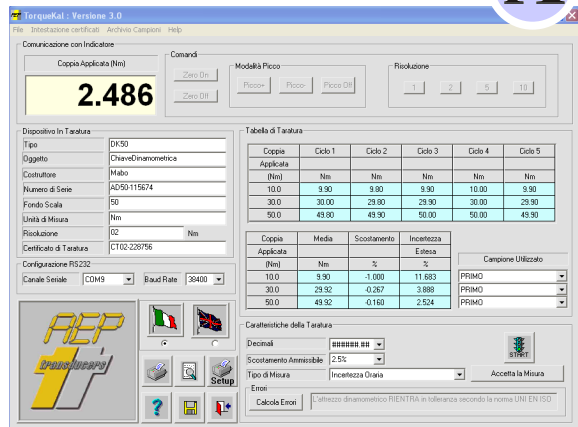 TorqueKal : Versione 3.0
File Intestazione certificati Archivio Campioni Help
Comunicazione con Indicatore
Coppia Applicata (Nm)
2.486
Comandi
Zero On
Zero Off
Modalità Picco
Picco+ Picco- Picco Off
Risoluzione
1 2 5 10
Dispositivo In Taratura
Tipo DK50
Oggetto ChiaveDinamometrica
Costruttore Mabo
Numero di Serie AD50-115674
Fondo Scala 50
Unità di Misura Nm
Risoluzione 02 Nm
Certificato di Taratura CT02-228756
Configurazione RS232
Canale Seriale COM9 Baud Rate 38400
Tabella di Taratura
Coppia Ciclo 1 Ciclo 2 Ciclo 3 Ciclo 4 Ciclo 5
Applicata
(Nm) Nm Nm Nm Nm Nm
10.0 9.90 9.80 9.90 10.00 9.90
30.0 30.00 29.80 29.90 30.00 29.90
50.0 49.80 49.90 50.00 50.00 49.90
Coppia Media Scostamento Incertezza
Applicata Estesa
(Nm) Nm % %
10.0 9.90 -1.000 11.683
30.0 29.92 -0.267 3.888
50.0 49.92 -0.160 2.524
Campione Utilizzato
PRIMO
PRIMO
PRIMO
AEP
transducers
Setup
Caratteristiche della Taratura
Decimali ######.##
Scostamento Ammissibile 2.5%
Tipo di Misura Incertezza Oraria
START
Accetta la Misura
Errori
Calcola Errori L'attrezzo dinamometrico RIENTRA in tolleranza secondo la norma UNI EN ISO